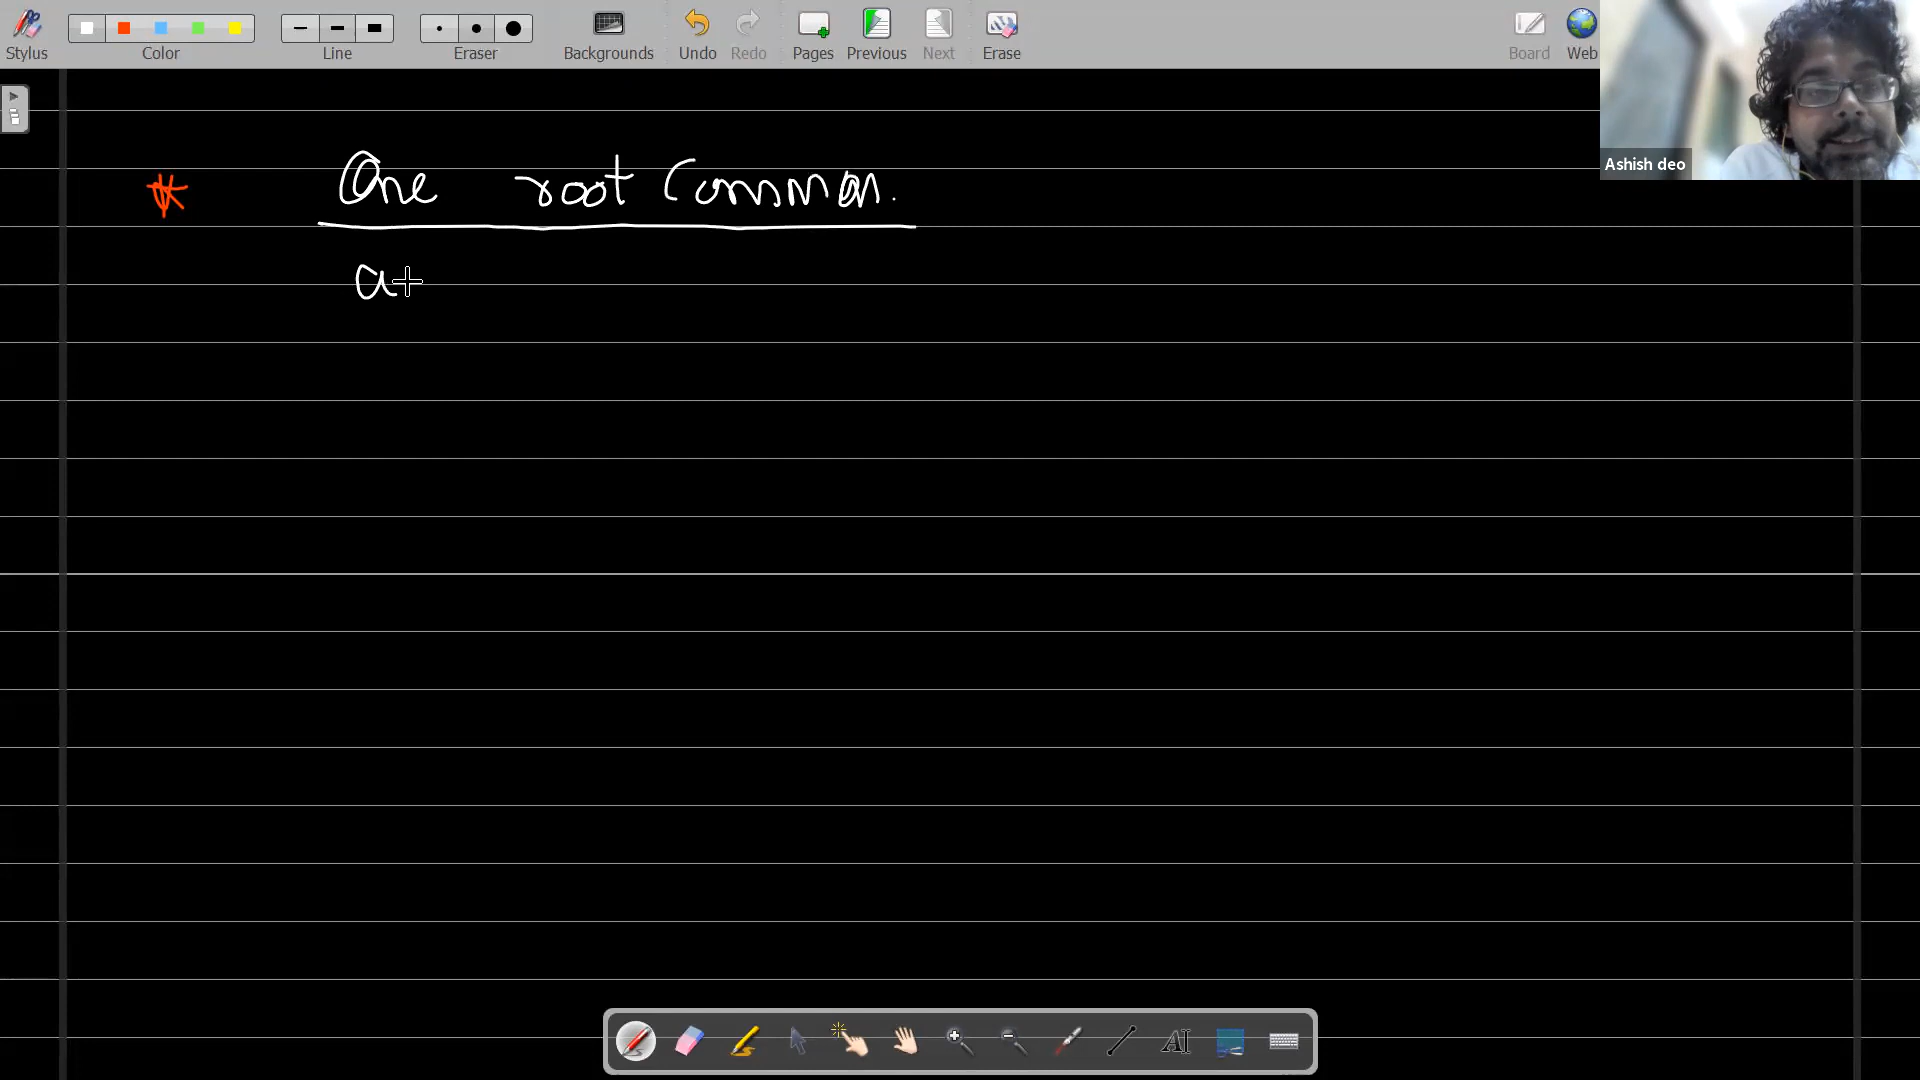 Stylus Color Line Eraser Backgrounds Undo Redo Pages Previous Next Erase Board Web
Ashish deo
* One root Common.
a